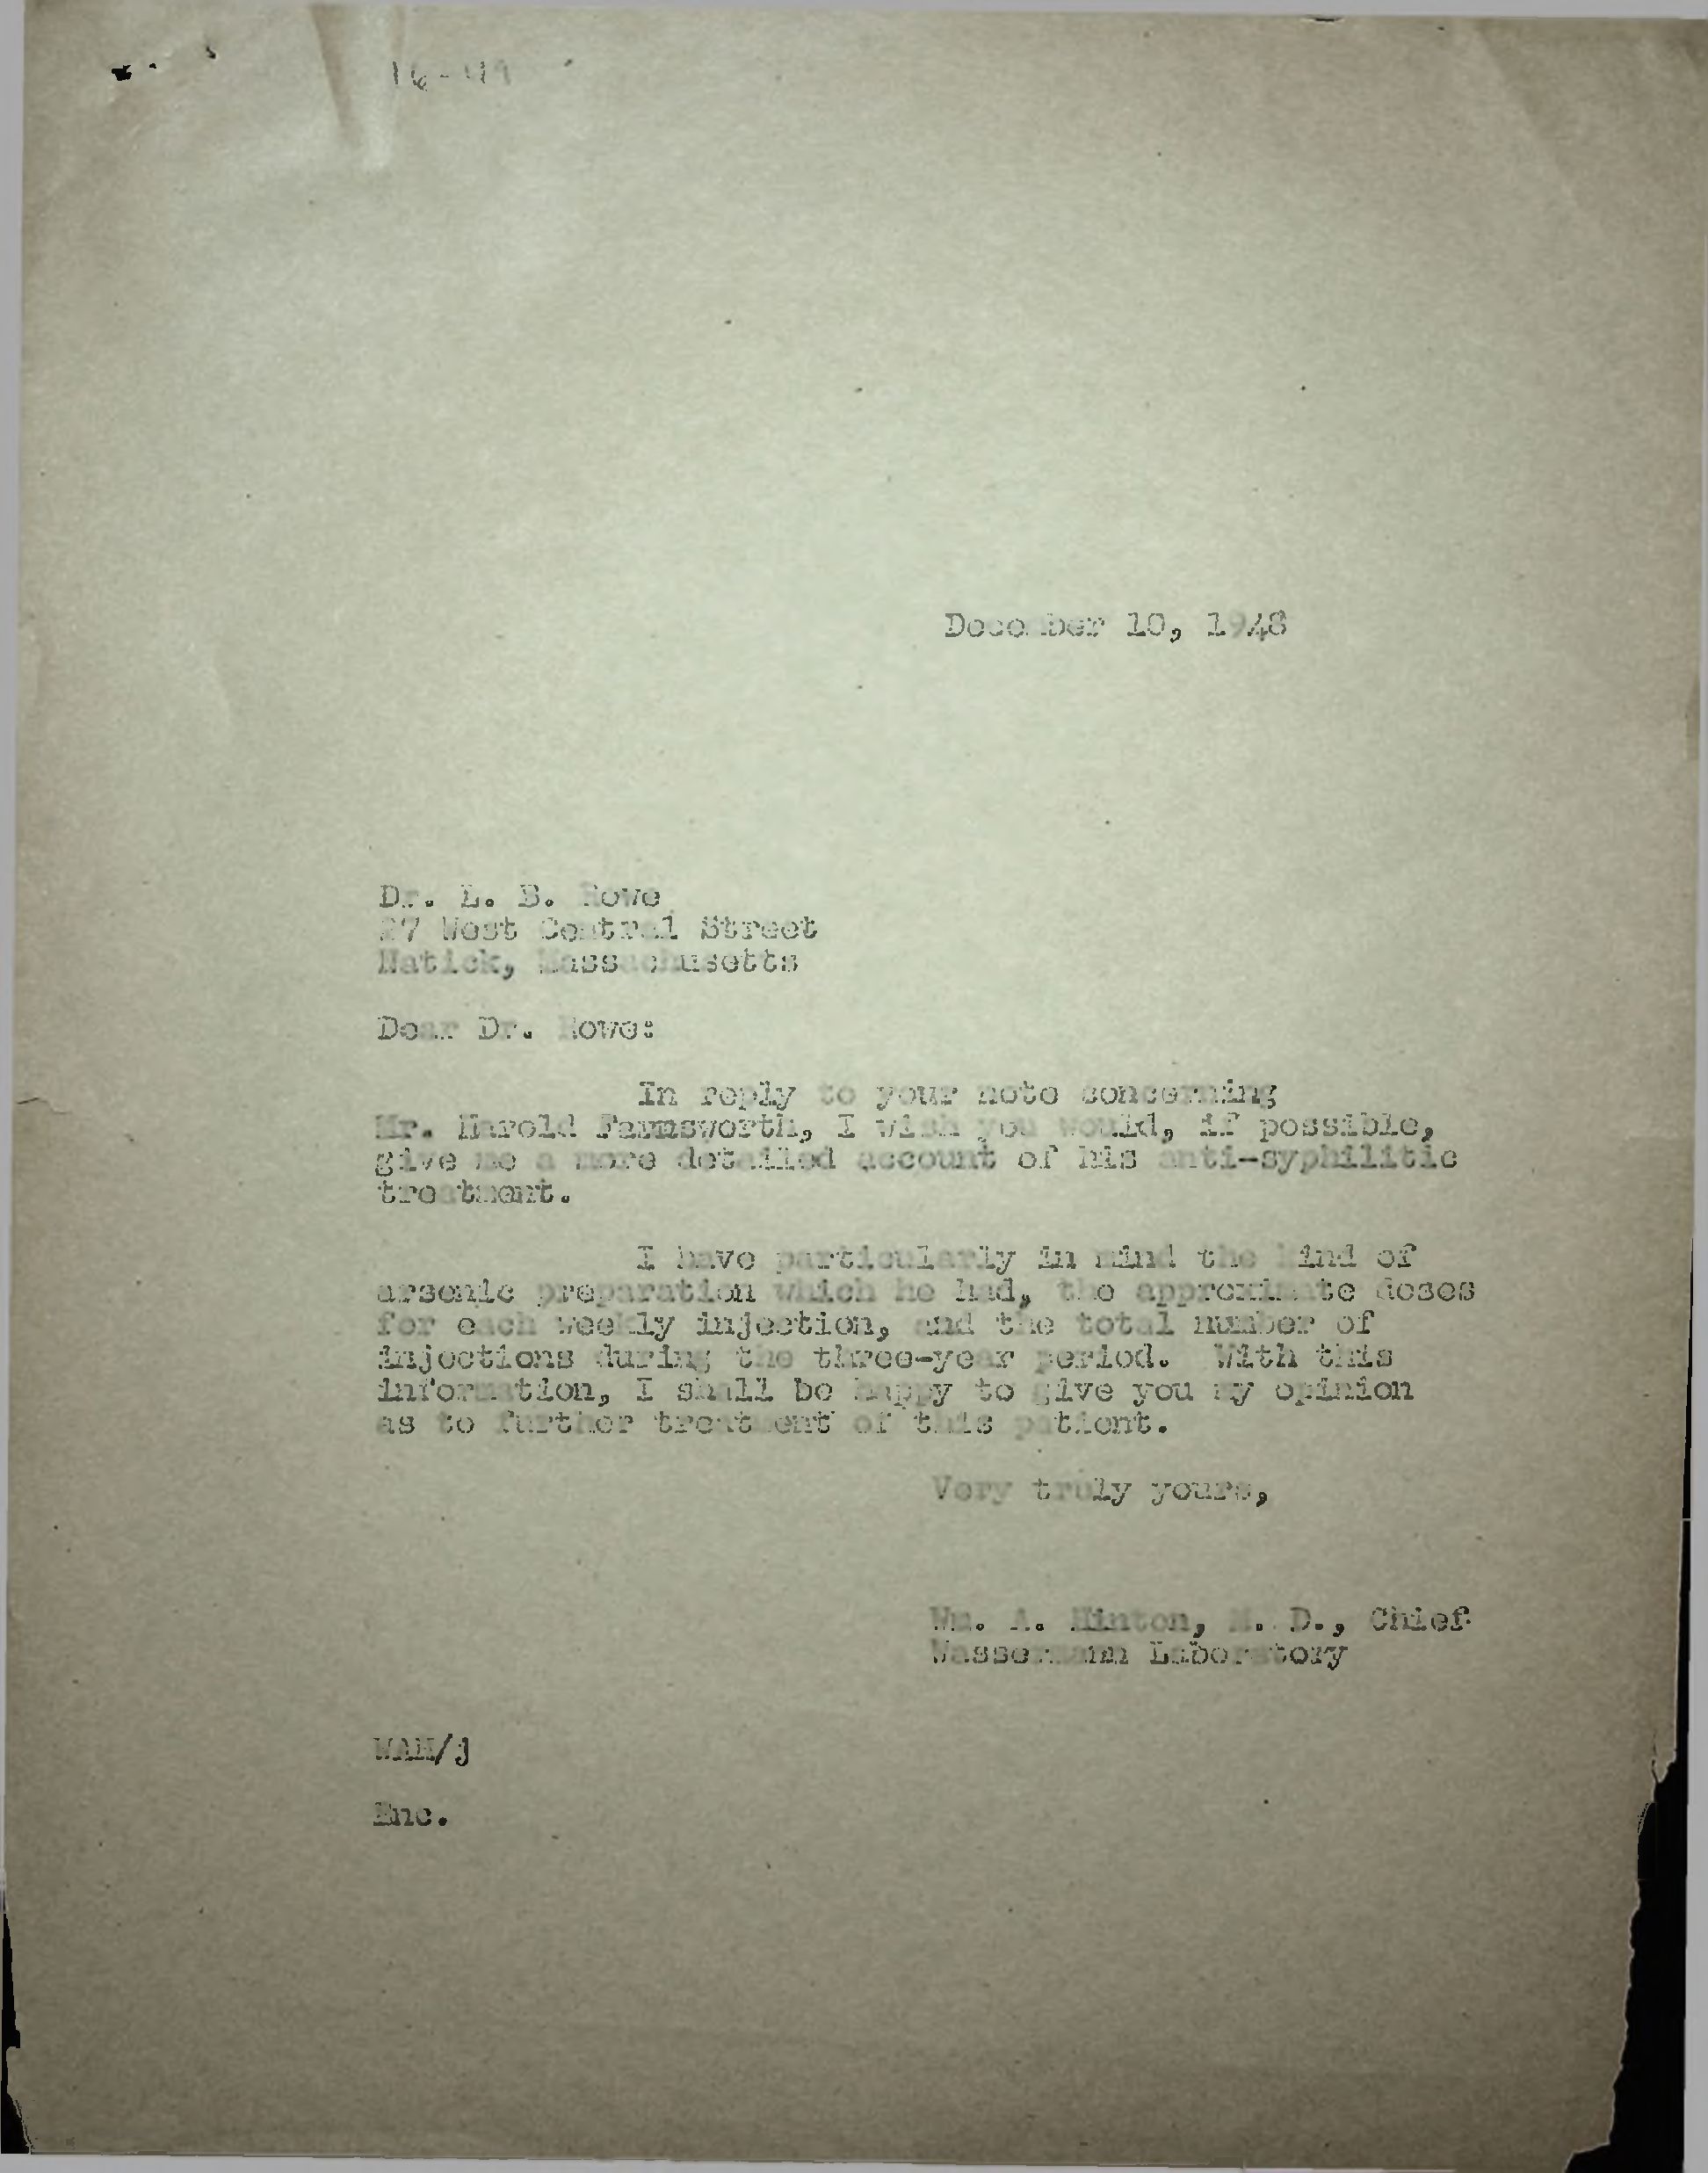 16-49
December 10, 1948
Dr. L. B. Rowe
27 West Central Street
Natick, Massachusetts
Dear Dr. Rowe:
In reply to your note concerning
Mr. Harold Farnsworth, I wish you would, if possible,
give me a more detailed account of his anti-syphilitic
treatment.
I have particularly in mind the kind of
arsenic preparation which he had, the approximate doses
for each weekly injection, and the total number of
injections during the three-year period. With this
information, I shall be happy to give you my opinion
as to further treatment of this patient.
Very truly yours,
Wm. A. Hinton, M. D., Chief
Wassermann Laboratory
WAH/j
Enc.